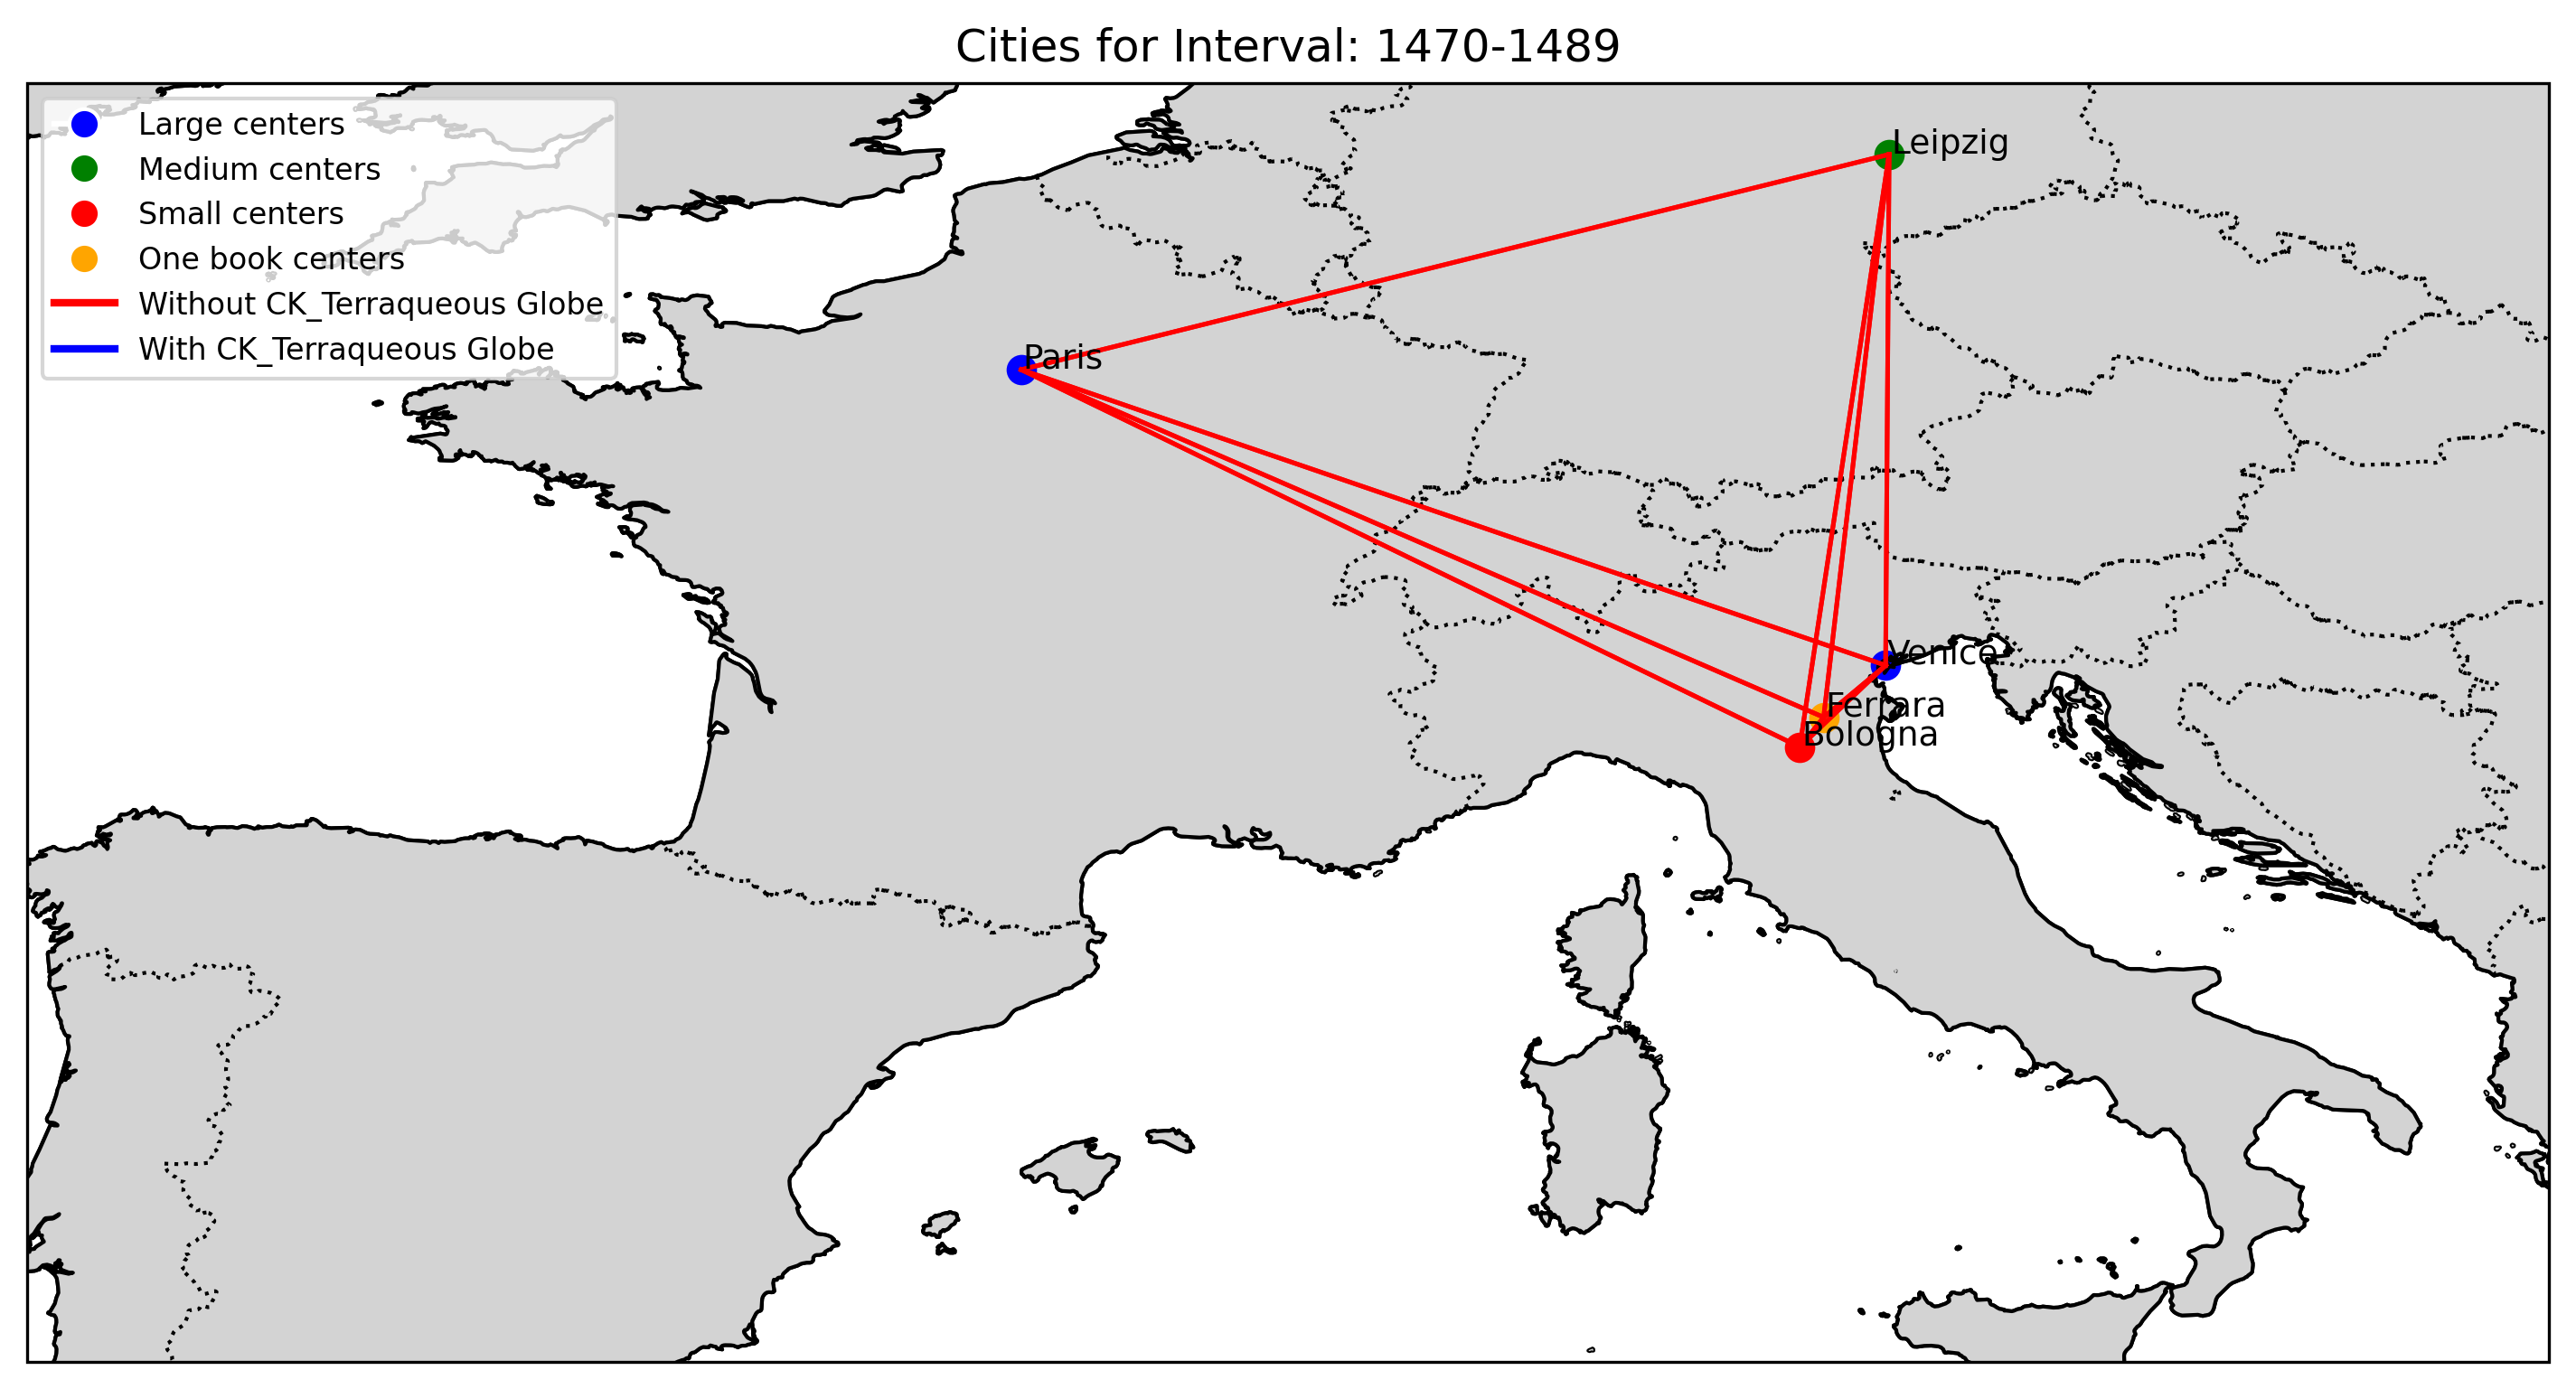 Cities for Interval: 1470-1489
Large centers
Medium centers
Small centers
One book centers
Without CK_Terraqueous Globe
With CK_Terraqueous Globe
Leipzig
Paris
Venice
Ferrara
Bologna